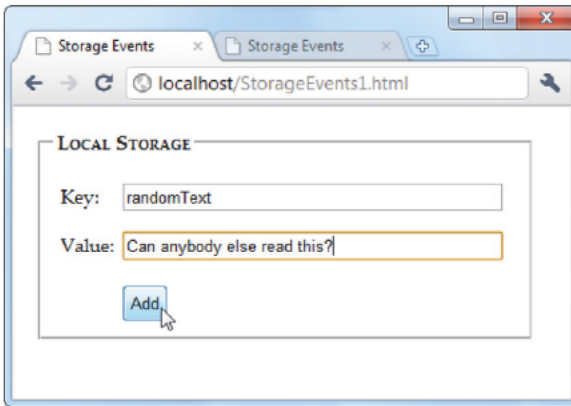 Storage Events
Storage Events
localhost/StorageEvents1.html
LOCAL STORAGE
Key: randomText
Value: Can anybody else read this?
Add